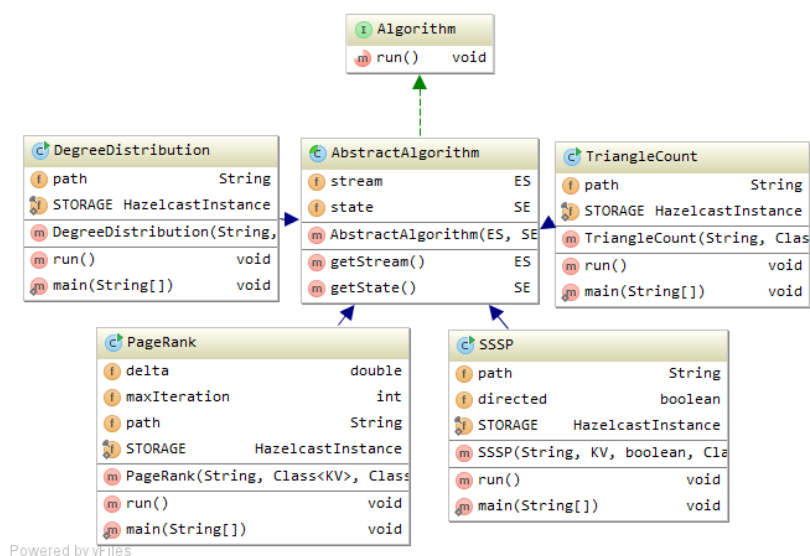 I Algorithm
m run() void
C DegreeDistribution
f path String
f STORAGE HazelcastInstance
m DegreeDistribution(String,
m run() void
m main(String[]) void
C AbstractAlgorithm
f stream ES
f state SE
m AbstractAlgorithm(ES, SE
m getStream() ES
m getState() SE
C TriangleCount
f path String
f STORAGE HazelcastInstance
m TriangleCount(String, Clas
m run() void
m main(String[]) void
C PageRank
f delta double
f maxIteration int
f path String
f STORAGE HazelcastInstance
m PageRank(String, Class<KV>, Class
m run() void
m main(String[]) void
C SSSP
f path String
f directed boolean
f STORAGE HazelcastInstance
m SSSP(String, KV, boolean, Cla
m run() void
m main(String[]) void
Powered by yFiles